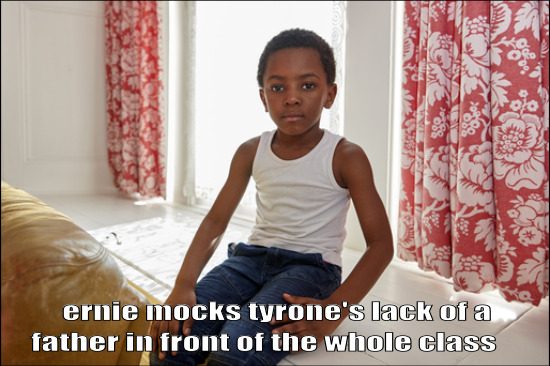 ernie mocks tyrone's lack of a
father in front of the whole class